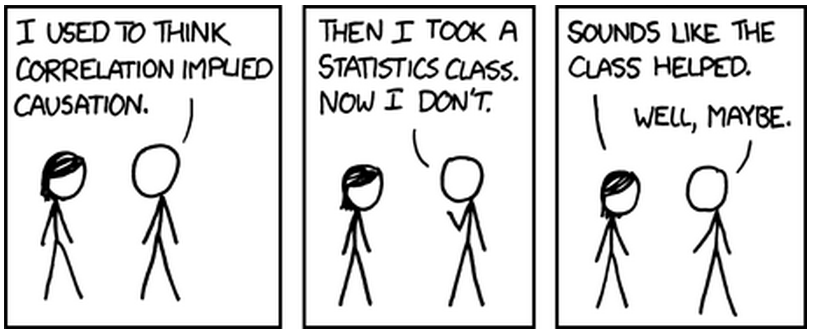 I USED TO THINK
CORRELATION IMPLIED
CAUSATION.
THEN I TOOK A
STATISTICS CLASS.
NOW I DON'T.
SOUNDS LIKE THE
CLASS HELPED.
WELL, MAYBE.